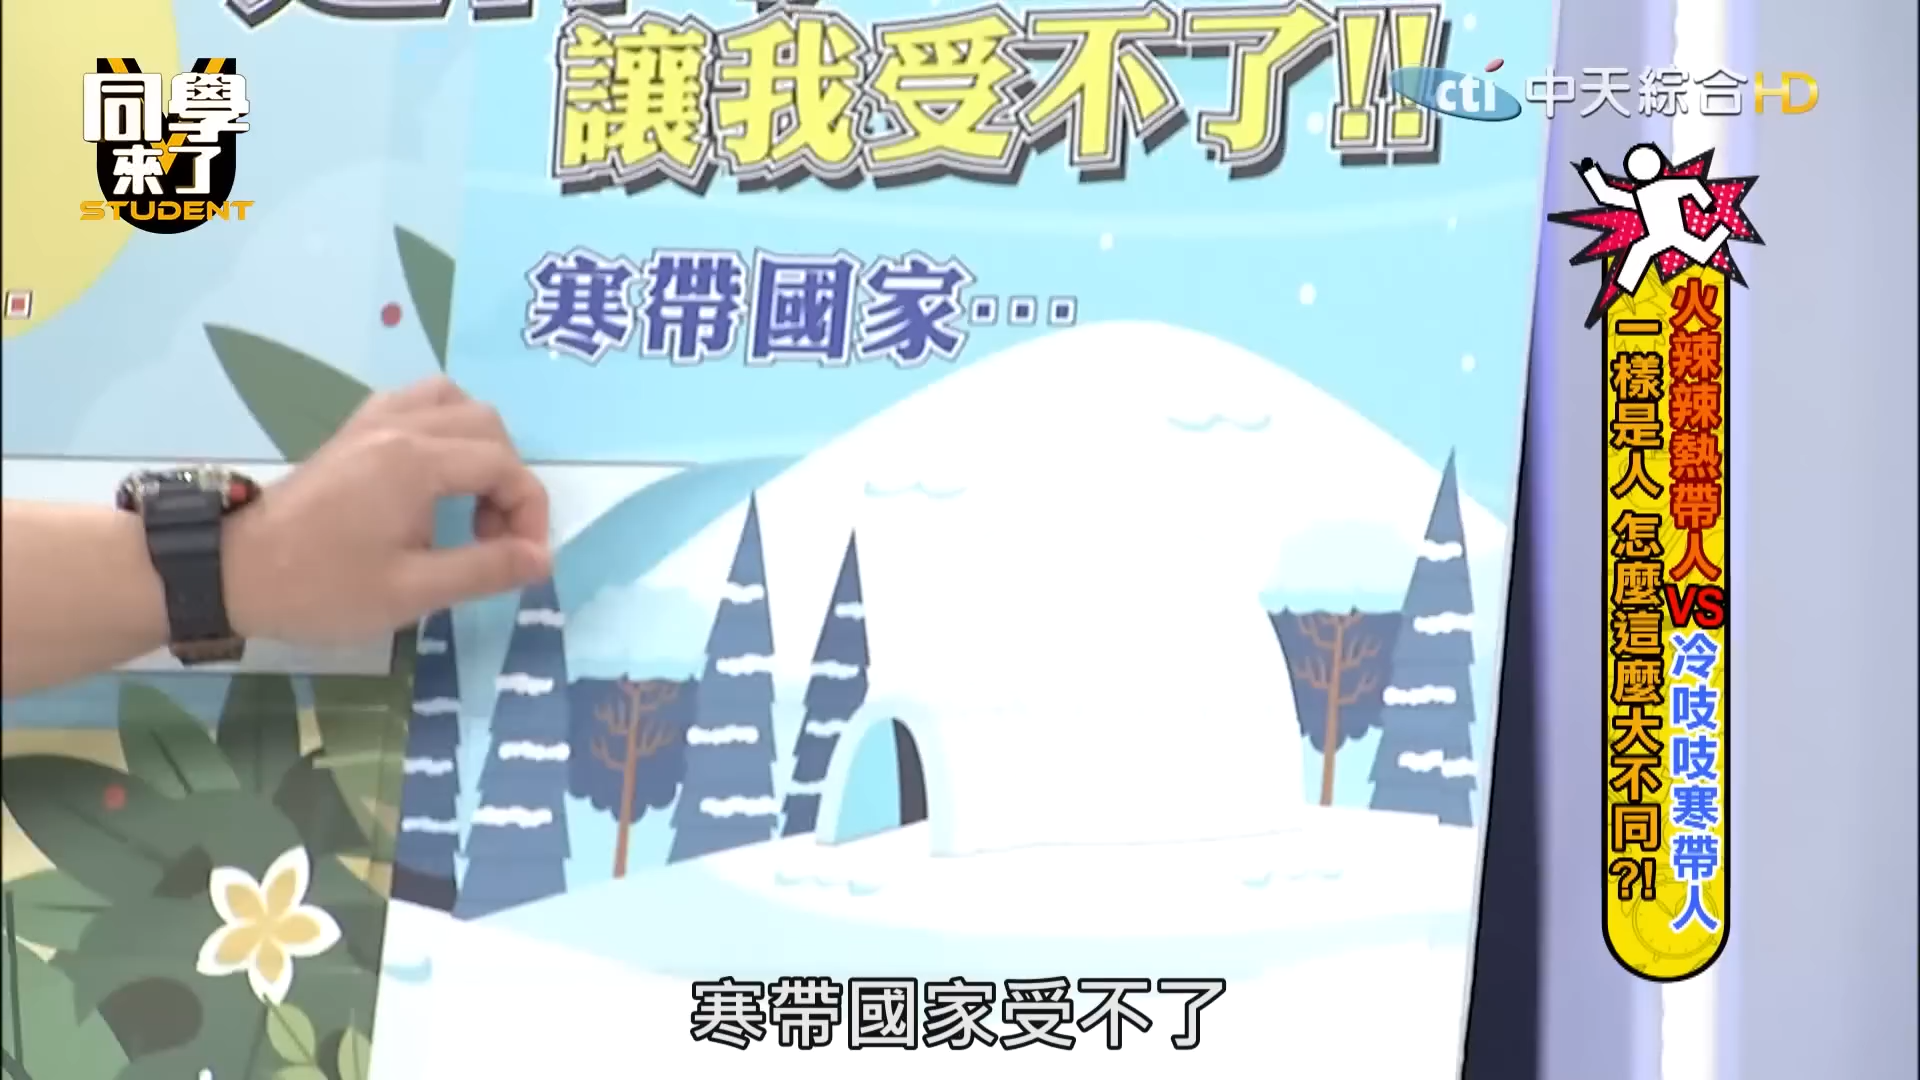 同學
來了
STUDENT
讓我受不了!!
cti 中天綜合HD
寒帶國家…
火辣辣熱帶人VS冷吱吱寒帶人
一樣是人 怎麼這麼大不同?!
寒帶國家受不了